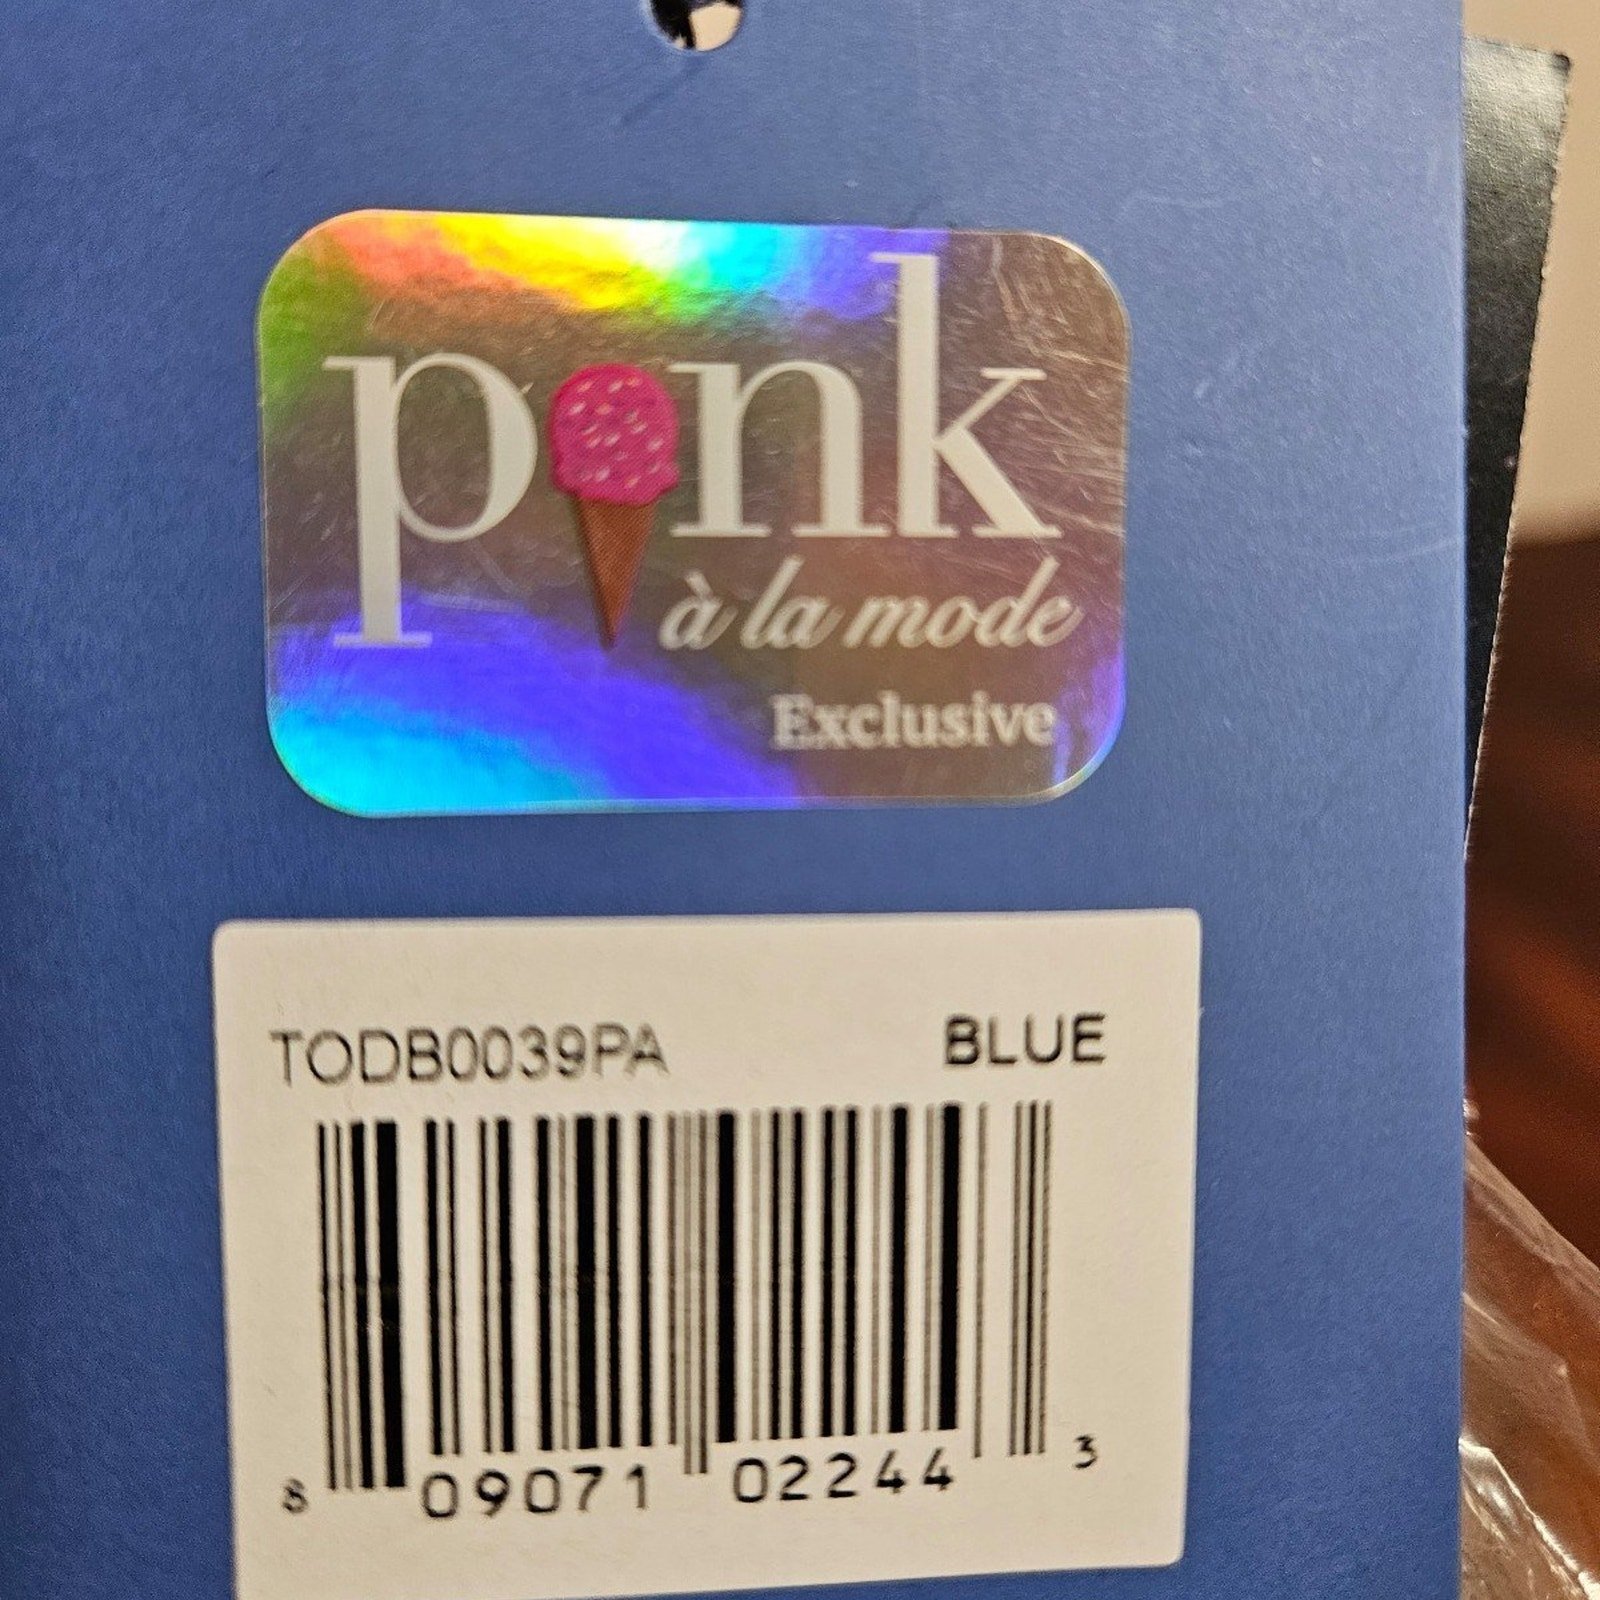 pink
à la mode
Exclusive
TODB0039PA BLUE
8 09071 02244 3